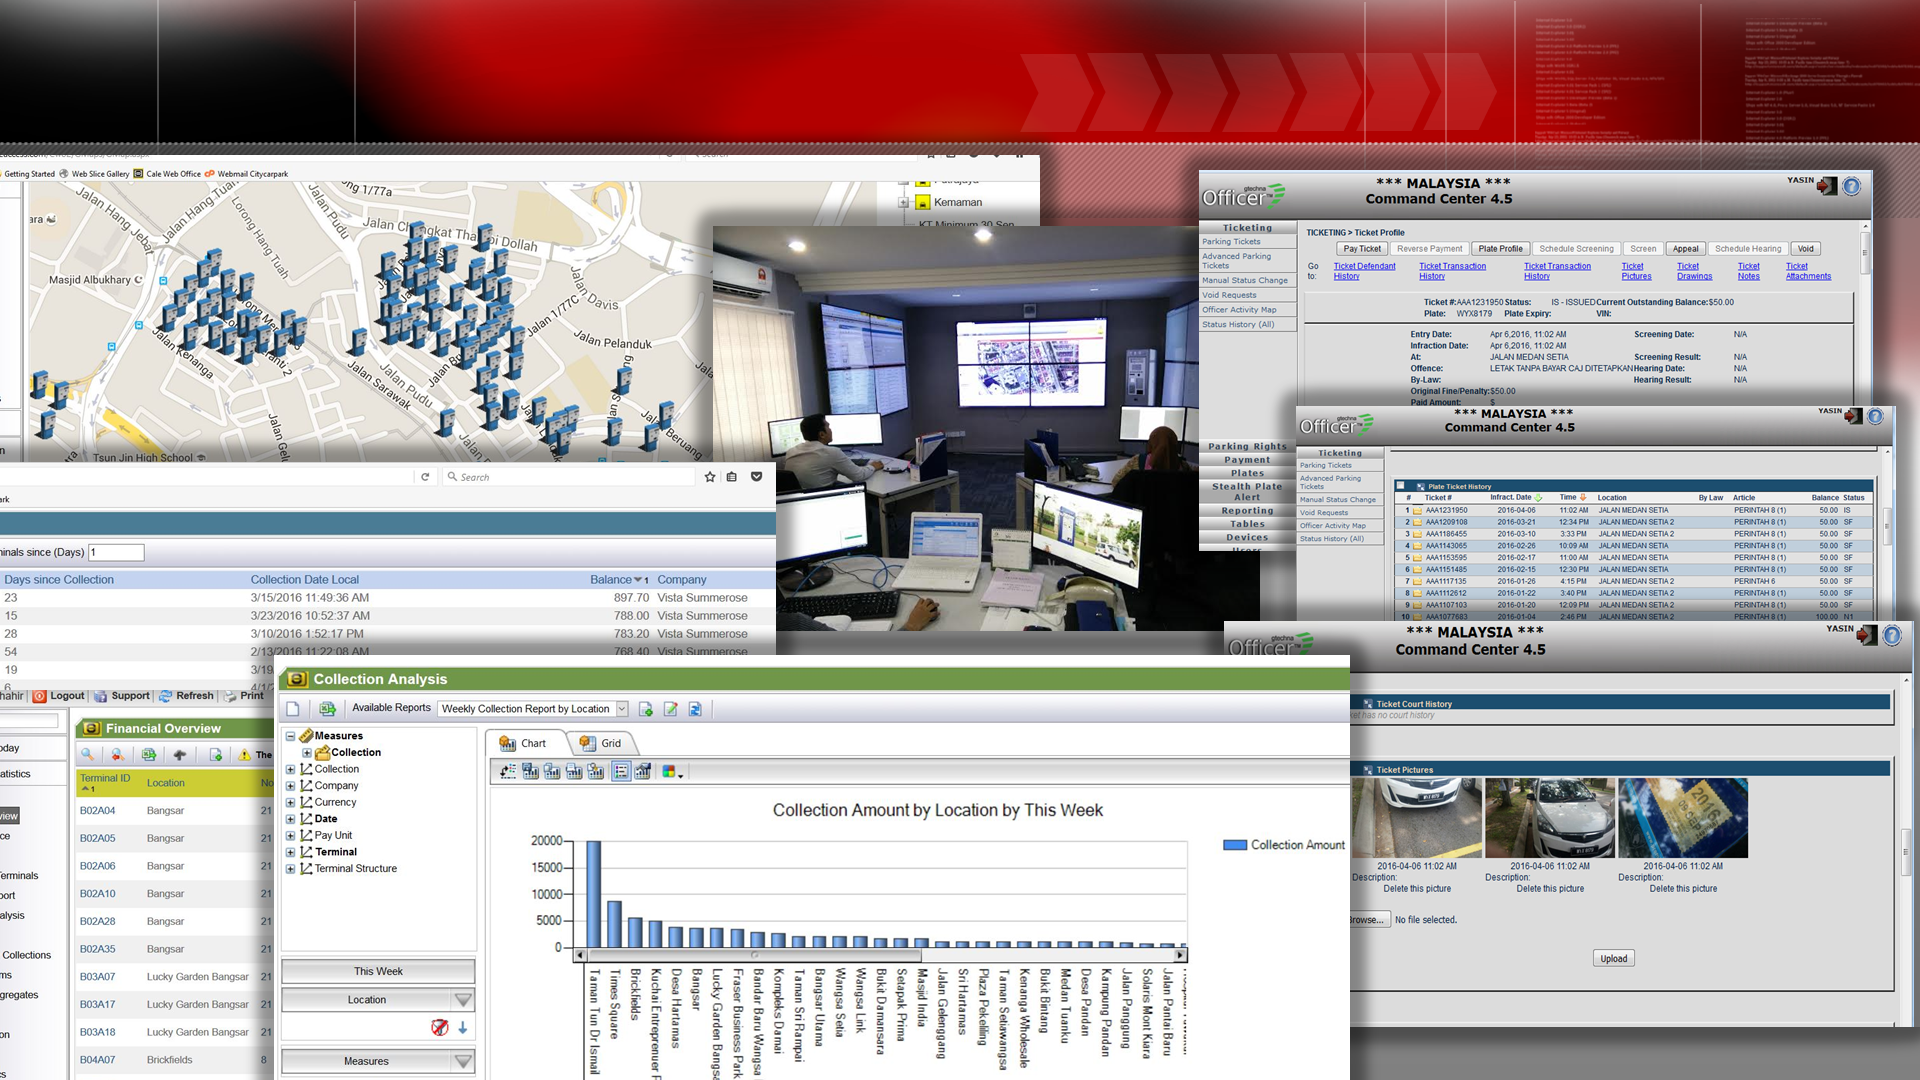 Getting Started
Web Slice Gallery
Cale Web Office
Webmail Citycarpark
Kemaman
Jalan Hang Jebat
Jalan Hang Tuah
Lorong Hang Tuah
Jalan Pudu
Jalan Changkat Thambi Dollah
Masjid Albukhary
Jalan Davis
Jalan 1/77C
Jalan Pelanduk
Jalan Kenanga
Jalan Sarawak
Jalan Pudu
Beruang
Tsun Jin High School
Search
(Days) 1
Days since Collection
Collection Date Local
Balance
1
Company
23
3/15/2016 11:49:36 AM
897.70
Vista Summerose
15
3/23/2016 10:52:37 AM
788.00
Vista Summerose
28
3/10/2016 1:52:17 PM
783.20
Vista Summerose
54
2/13/2016 11:22:08 AM
768.40
Vista Summerose
19
Logout
Support
Refresh
Print
Financial Overview
Terminal ID
1
Location
B02A04 Bangsar 21
B02A05 Bangsar 21
B02A06 Bangsar 21
B02A10 Bangsar 21
B02A28 Bangsar 21
B02A35 Bangsar 21
B03A07 Lucky Garden Bangsar 21
B03A17 Lucky Garden Bangsar 21
B03A18 Lucky Garden Bangsar 21
B04A07 Brickfields 8
Collections
Collection Analysis
Available Reports
Weekly Collection Report by Location
Measures
Collection
Collection
Company
Currency
Date
Pay Unit
Terminal
Terminal Structure
This Week
Location
Measures
Chart
Grid
Collection Amount by Location by This Week
Collection Amount
20000
15000
10000
5000
0
Taman Tun Dr Ismail
Times Square
Brickfields
Kuchai Entreprenuer
Desa Hartamas
Bangsar
Lucky Garden Bangsar
Fraser Business Park
Bandar Baru Wangsa
Kompleks Damai
Taman Sri Rampai
Bangsar Utama
Wangsa Setia
Wangsa Link
Bukit Damansara
Setapak Prima
Masjid India
Jalan Gelenggang
Sri Hartamas
Plaza Pekeliling
Taman Setiawangsa
Kenanga Wholesale
Bukit Bintang
Medan Tuanku
Desa Pandan
Kampung Pandan
Jalan Panggung
Solaris Mont Kiara
Jalan Pantai Baru
gtechna
Officer
*** MALAYSIA ***
Command Center 4.5
YASIN
Ticketing
Parking Tickets
Advanced Parking
Tickets
Manual Status Change
Void Requests
Officer Activity Map
Status History (All)
Parking Rights
Payment
Plates
Stealth Plate
Alert
Reporting
Tables
Devices
Users
TICKETING > Ticket Profile
Pay Ticket
Reverse Payment
Plate Profile
Schedule Screening
Screen
Appeal
Schedule Hearing
Void
Go to:
Ticket Defendant History
Ticket Transaction History
Ticket Transaction History
Ticket Pictures
Ticket Drawings
Ticket Notes
Ticket Attachments
Ticket #:AAA1231950 Status: IS - ISSUED Current Outstanding Balance:$50.00
Plate: WYX8179 Plate Expiry: VIN:
Entry Date: Apr 6,2016, 11:02 AM Screening Date: N/A
Infraction Date: Apr 6,2016, 11:02 AM
At: JALAN MEDAN SETIA Screening Result: N/A
Offence: LETAK TANPA BAYAR CAJ DITETAPKAN Hearing Date: N/A
By-Law: Hearing Result: N/A
Original Fine/Penalty:$50.00
Paid Amount: $
gtechna
Officer
*** MALAYSIA ***
Command Center 4.5
YASIN
Ticketing
Parking Tickets
Advanced Parking
Tickets
Manual Status Change
Void Requests
Officer Activity Map
Status History (All)
Plate Ticket History
# Ticket # Infract. Date Time Location By Law Article Balance Status
1 AAA1231950 2016-04-06 11:02 AM JALAN MEDAN SETIA PERINTAH 8 (1) 50.00 IS
2 AAA1209108 2016-03-21 12:34 PM JALAN MEDAN SETIA 2 PERINTAH 8 (1) 50.00 SF
3 AAA1186455 2016-03-10 3:33 PM JALAN MEDAN SETIA 2 PERINTAH 8 (1) 50.00 SF
4 AAA1143065 2016-02-26 10:09 AM JALAN MEDAN SETIA PERINTAH 8 (1) 50.00 SF
5 AAA1153595 2016-02-17 11:00 AM JALAN MEDAN SETIA PERINTAH 8 (1) 50.00 SF
6 AAA1151485 2016-02-15 12:30 PM JALAN MEDAN SETIA PERINTAH 8 (1) 50.00 SF
7 AAA1117135 2016-01-26 4:15 PM JALAN MEDAN SETIA 2 PERINTAH 6 50.00 SF
8 AAA1112612 2016-01-22 3:40 PM JALAN MEDAN SETIA 2 PERINTAH 8 (1) 50.00 SF
9 AAA1107103 2016-01-20 12:09 PM JALAN MEDAN SETIA 2 PERINTAH 8 (1) 50.00 SF
10 AAA1077683 2016-01-04 2:46 PM JALAN MEDAN SETIA 2 PERINTAH 8 (1) 100.00 N1
gtechna
Officer
*** MALAYSIA ***
Command Center 4.5
YASIN
Ticket Court History
has no court history
Ticket Pictures
2016-04-06 11:02 AM
Description:
Delete this picture
2016-04-06 11:02 AM
Description:
Delete this picture
2016-04-06 11:02 AM
Description:
Delete this picture
No file selected.
Upload